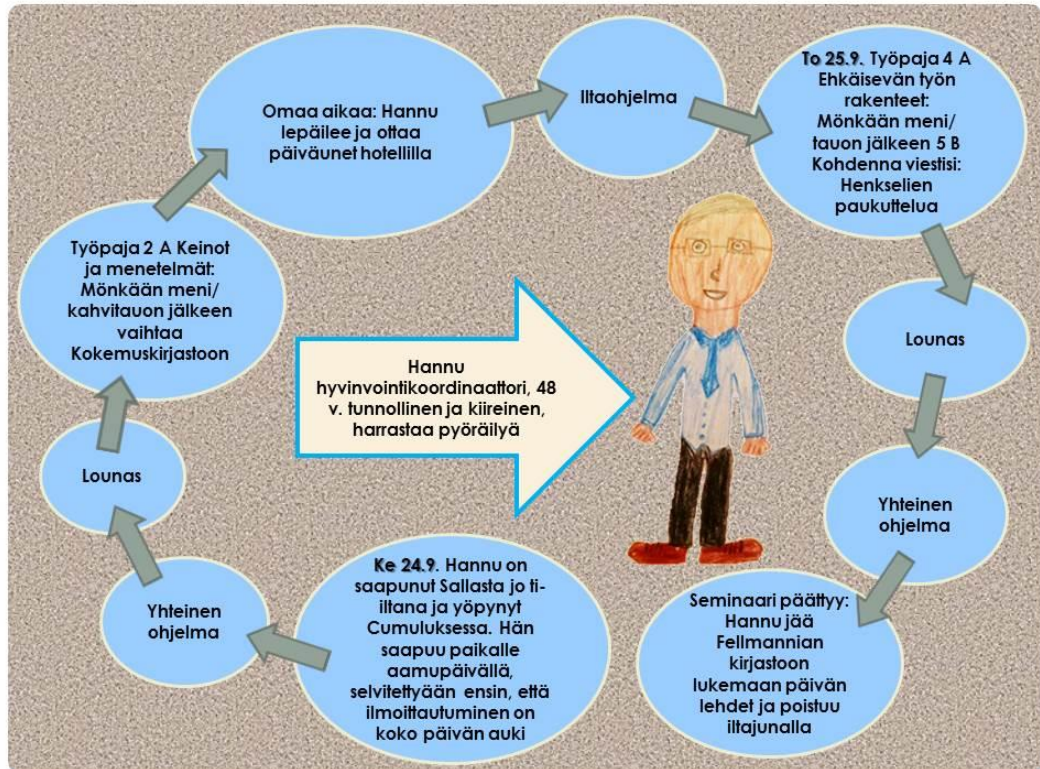 Ke 24.9. Hannu on
saapunut Sallasta jo ti-
iltana ja yöpynyt
Cumuluksessa. Hän
saapuu paikalle
aamupäivällä,
selvitettyään ensin, että
ilmoittautuminen on
koko päivän auki
Yhteinen
ohjelma
Lounas
Työpaja 2 A Keinot
ja menetelmät:
Mönkään meni/
kahvitauon jälkeen
vaihtaa
Kokemuskirjastoon
Omaa aikaa: Hannu
lepäilee ja ottaa
päiväunet hotellilla
Iltaohjelma
To 25.9. Työpaja 4 A
Ehkäisevän työn
rakenteet:
Mönkään meni/
tauon jälkeen 5 B
Kohdenna viestisi:
Henkselien
paukuttelua
Lounas
Yhteinen
ohjelma
Seminaari päättyy:
Hannu jää
Fellmannian
kirjastoon
lukemaan päivän
lehdet ja poistuu
iltajunalla
Hannu
hyvinvointikoordinaattori, 48
v. tunnollinen ja kiireinen,
harrastaa pyöräilyä